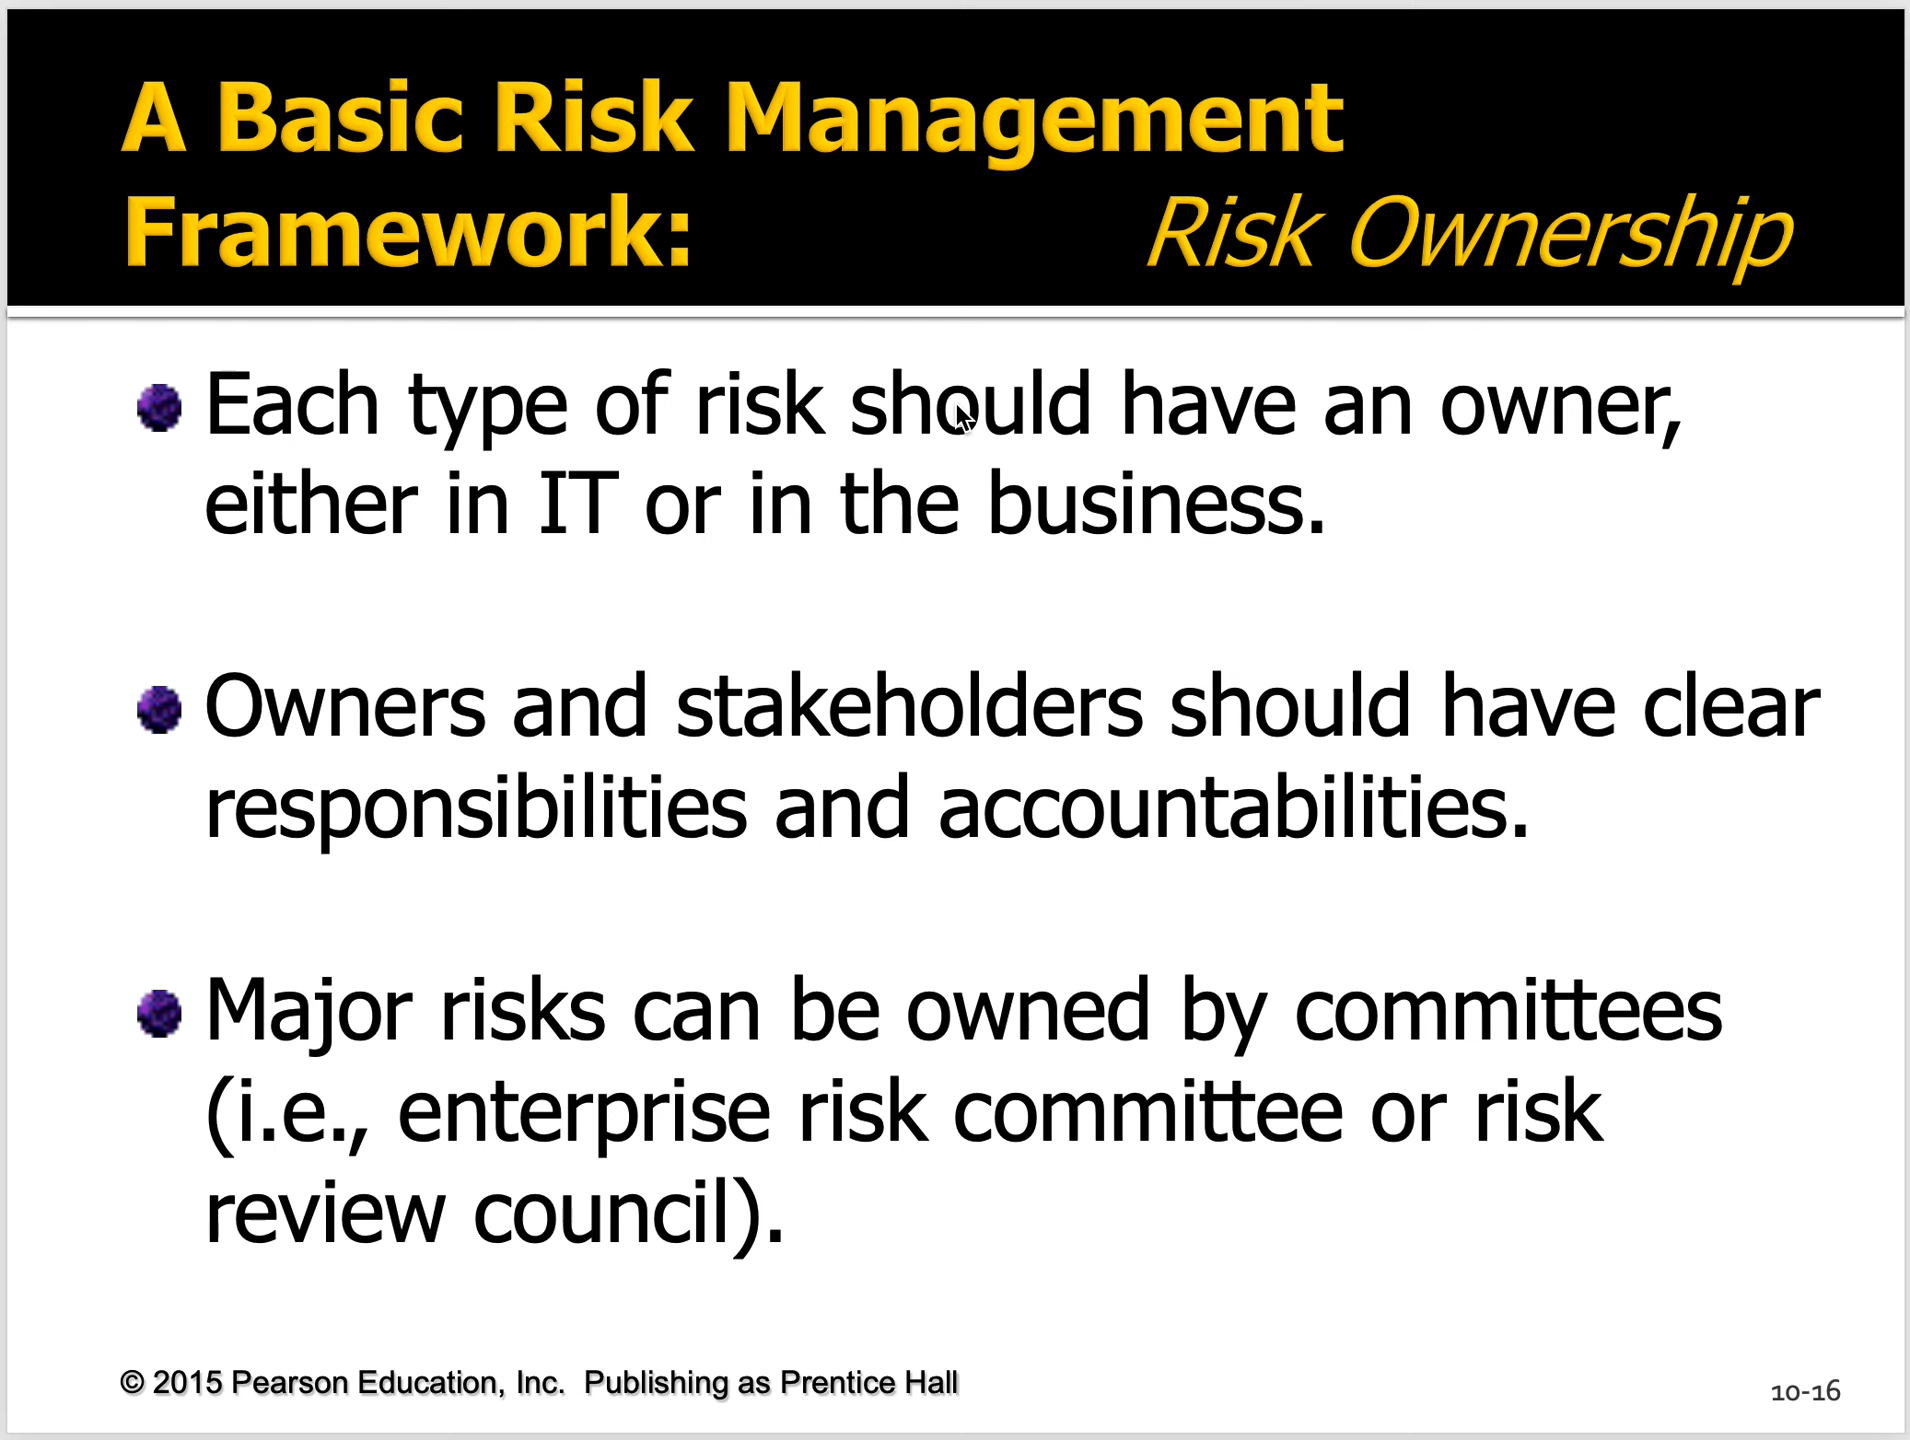 A Basic Risk Management
Framework: Risk Ownership
Each type of risk should have an owner,
either in IT or in the business.
Owners and stakeholders should have clear
responsibilities and accountabilities.
Major risks can be owned by committees
(i.e., enterprise risk committee or risk
review council).
© 2015 Pearson Education, Inc.  Publishing as Prentice Hall
10-16